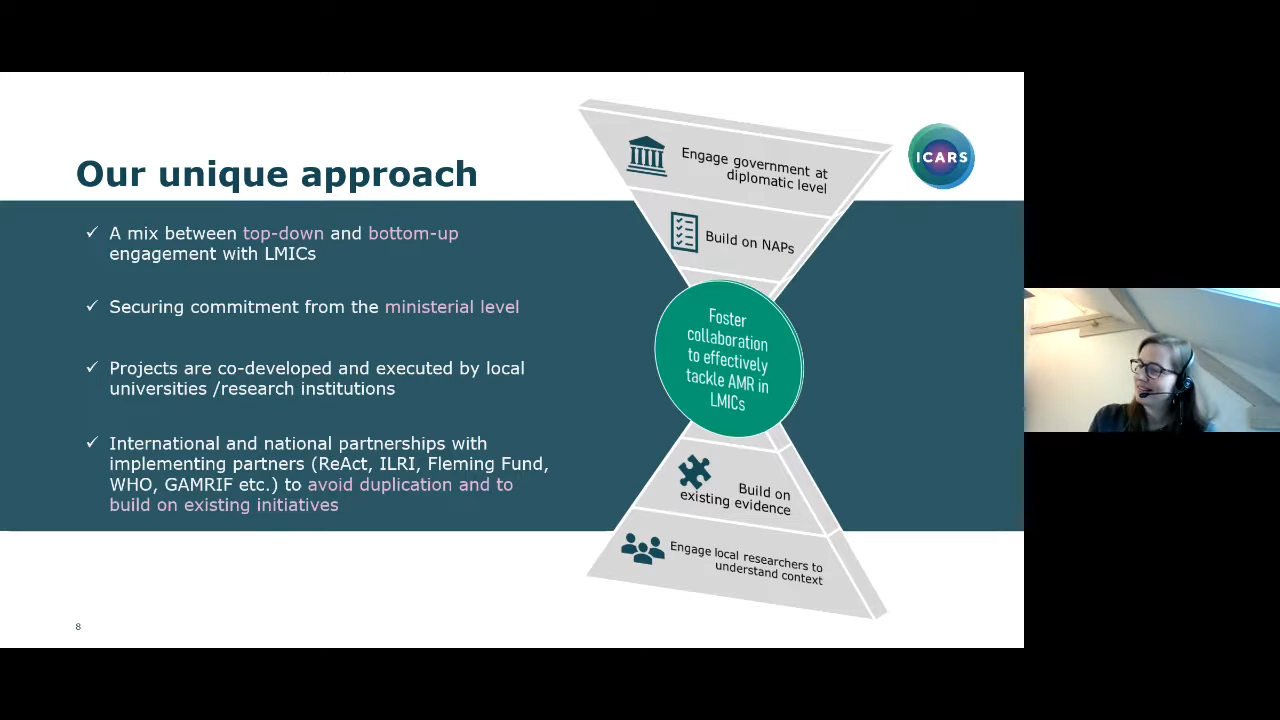 Our unique approach
✓ A mix between top-down and bottom-up
engagement with LMICs
✓ Securing commitment from the ministerial level
✓ Projects are co-developed and executed by local
universities /research institutions
✓ International and national partnerships with
implementing partners (ReAct, ILRI, Fleming Fund,
WHO, GAMRIF etc.) to avoid duplication and to
build on existing initiatives
Engage government at
diplomatic level
Build on NAPs
Foster
collaboration
to effectively
tackle AMR in
LMICs
Build on
existing evidence
Engage local researchers to
understand context
ICARS
8